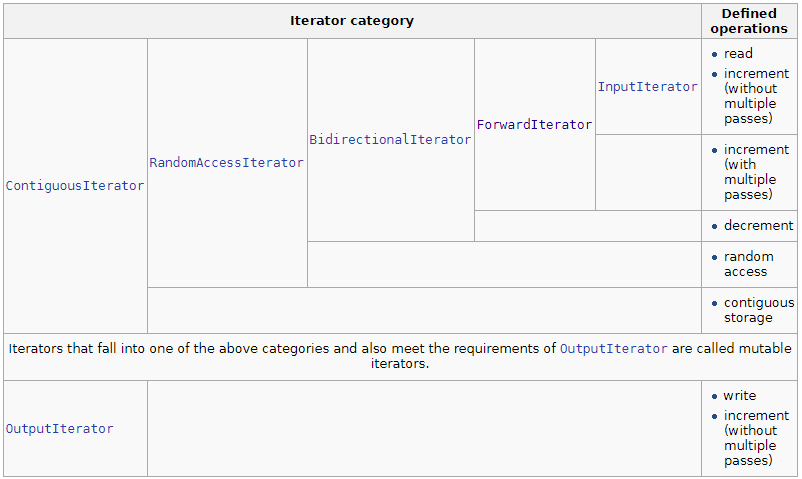 Iterator category
Defined
operations
ContiguousIterator
RandomAccessIterator
BidirectionalIterator
ForwardIterator
InputIterator
• read
• increment
(without
multiple
passes)
• increment
(with
multiple
passes)
• decrement
• random
access
• contiguous
storage
Iterators that fall into one of the above categories and also meet the requirements of OutputIterator are called mutable
iterators.
OutputIterator
• write
• increment
(without
multiple
passes)